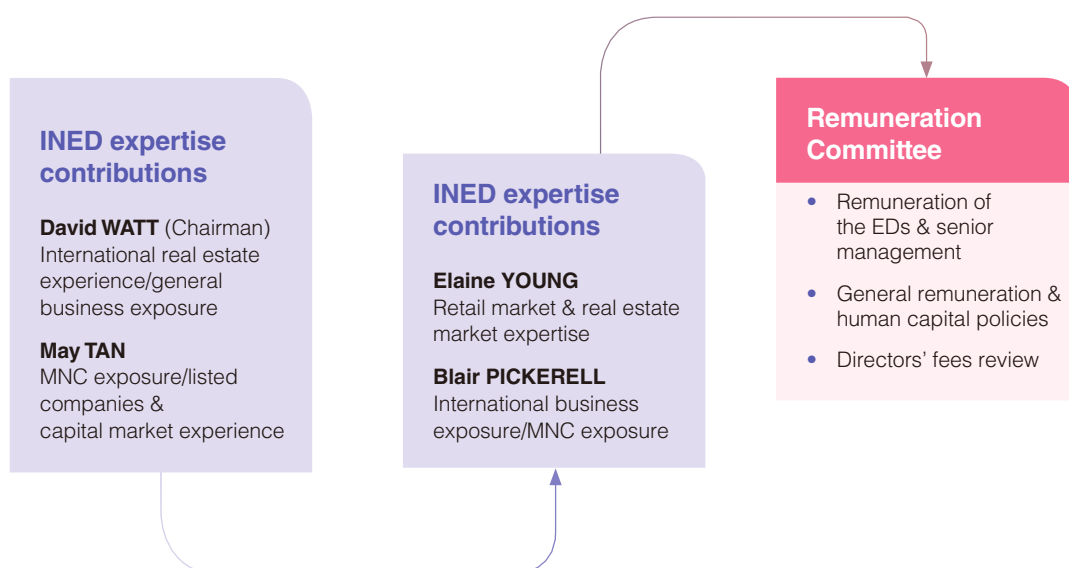 INED expertise
contributions
David WATT (Chairman)
International real estate
experience/general
business exposure
May TAN
MNC exposure/listed
companies &
capital market experience
INED expertise
contributions
Elaine YOUNG
Retail market & real estate
market expertise
Blair PICKERELL
International business
exposure/MNC exposure
Remuneration
Committee
• Remuneration of
the EDs & senior
management
• General remuneration &
human capital policies
• Directors’ fees review